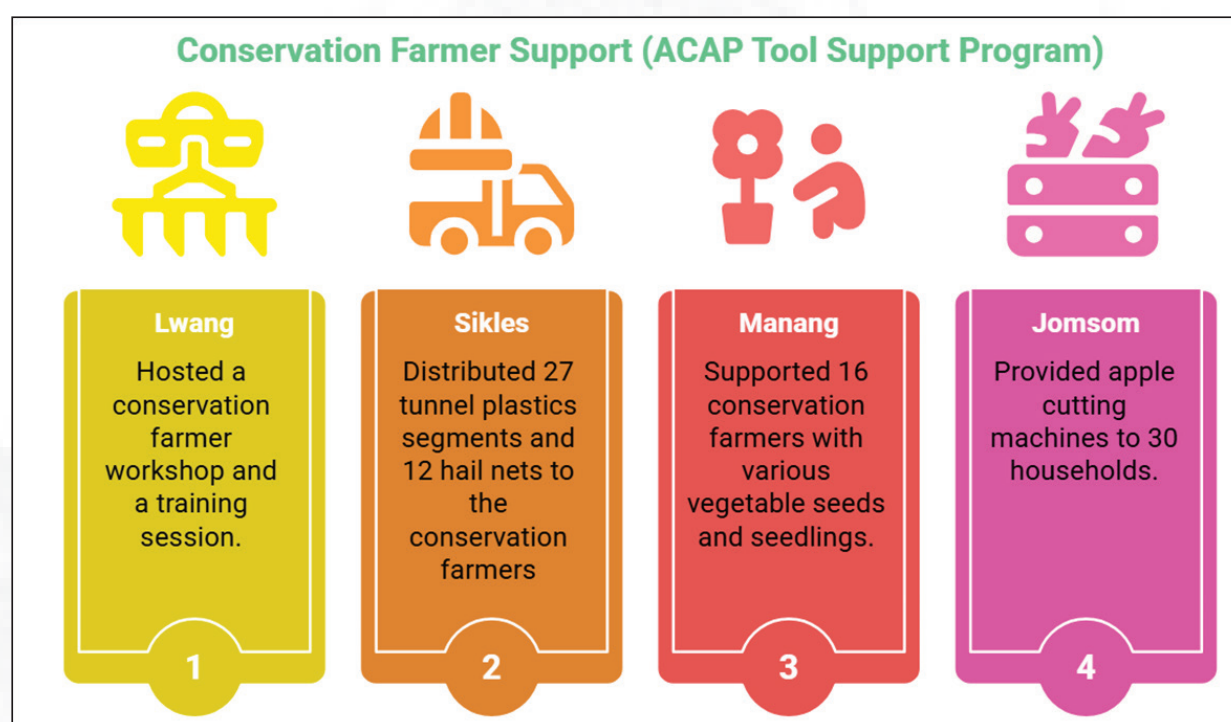 Conservation Farmer Support (ACAP Tool Support Program)
Lwang
Hosted a
conservation
farmer
workshop and
a training
session.
1
Sikles
Distributed 27
tunnel plastics
segments and
12 hail nets to
the
conservation
farmers
2
Manang
Supported 16
conservation
farmers with
various
vegetable seeds
and seedlings.
3
Jomsom
Provided apple
cutting
machines to 30
households.
4